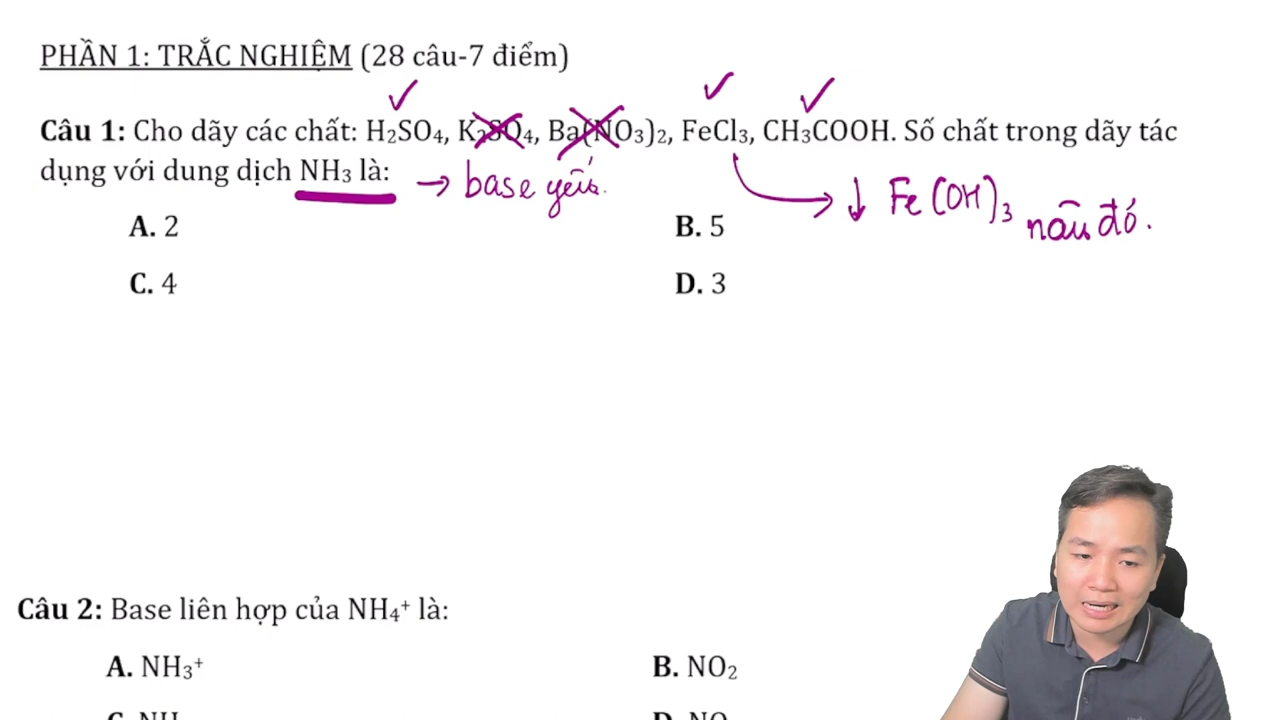 PHẦN 1: TRẮC NGHIỆM (28 câu-7 điểm)
Câu 1: Cho dãy các chất: H₂SO₄, K₂SO₄, Ba(NO₃)₂, FeCl₃, CH₃COOH. Số chất trong dãy tác
dụng với dung dịch NH₃ là:
→ base yếu.
↓ Fe(OH)₃ nâu đỏ.
A. 2
B. 5
C. 4
D. 3
Câu 2: Base liên hợp của NH₄⁺ là:
A. NH₃⁺
B. NO₂